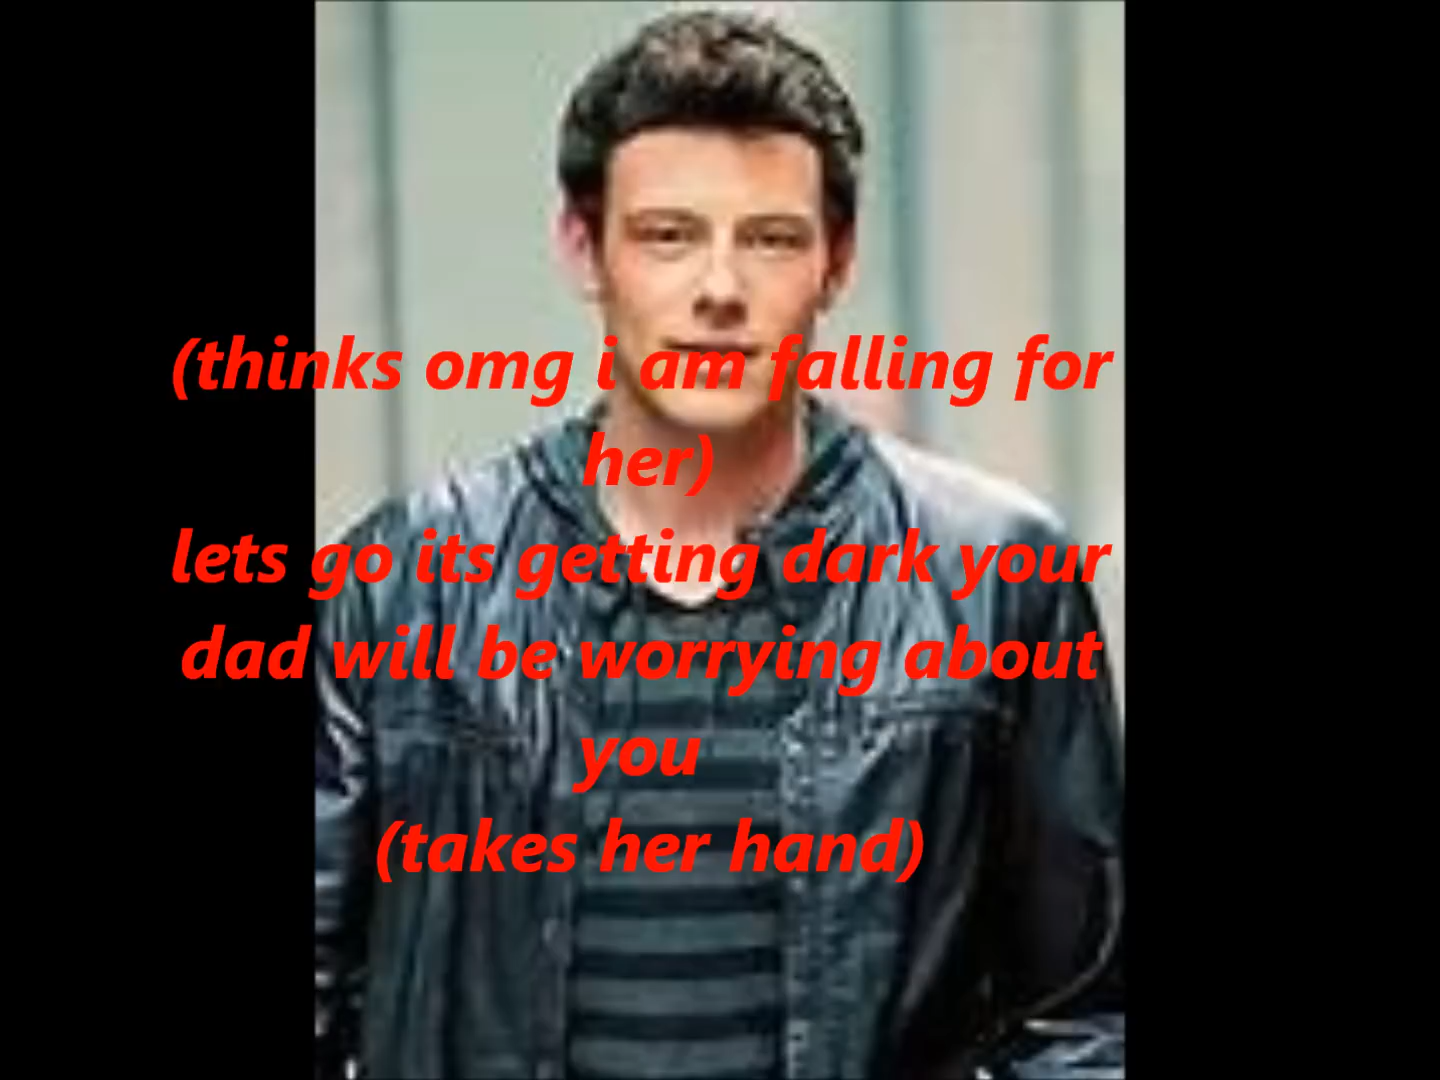 (thinks omg i am falling for
her)
lets go its getting dark your
dad will be worrying about
you
(takes her hand)